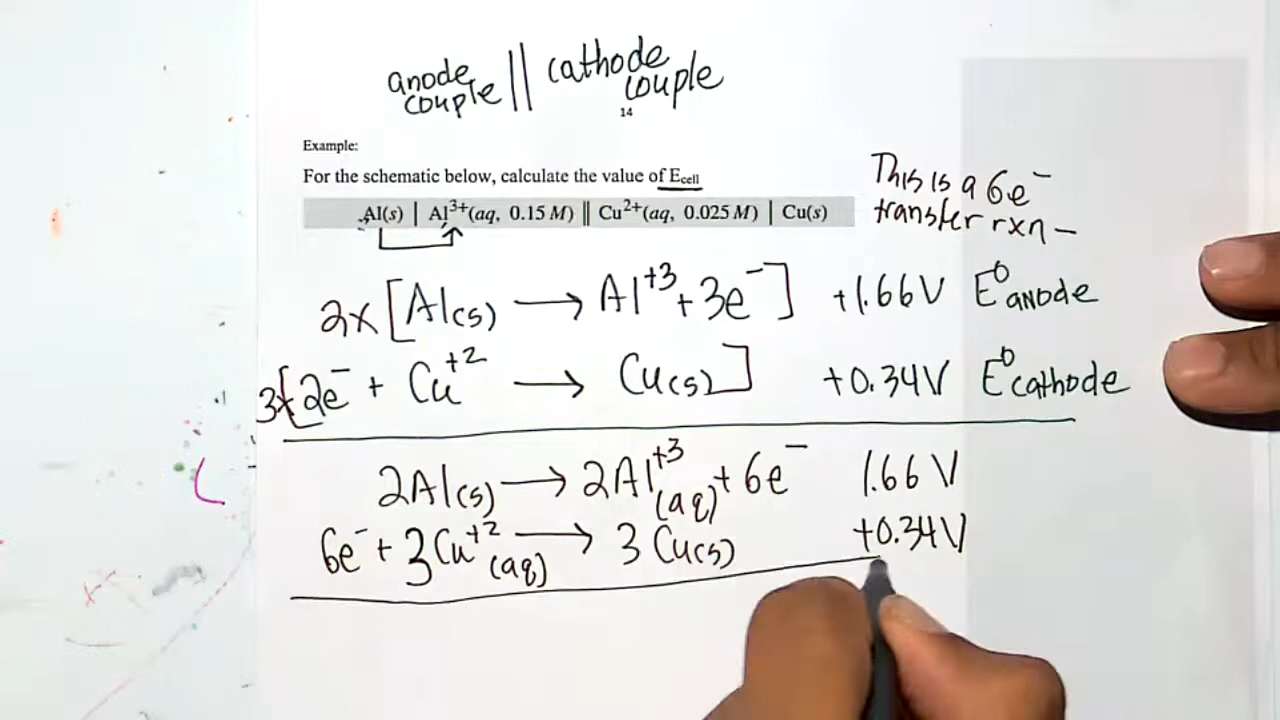 anode couple || cathode couple
14
Example:
For the schematic below, calculate the value of Ecell
Al(s) | Al³⁺(aq, 0.15 M) || Cu²⁺(aq, 0.025 M) | Cu(s)
This is a 6e⁻
transfer rxn –
2x [Al(s) → Al⁺³ + 3e⁻] +1.66V E⁰anode
3x[2e⁻ + Cu⁺² → Cu(s)] +0.34V E⁰cathode
2Al(s) → 2Al⁺³(aq) + 6e⁻ 1.66 V
6e⁻ + 3Cu⁺²(aq) → 3 Cu(s) +0.34V